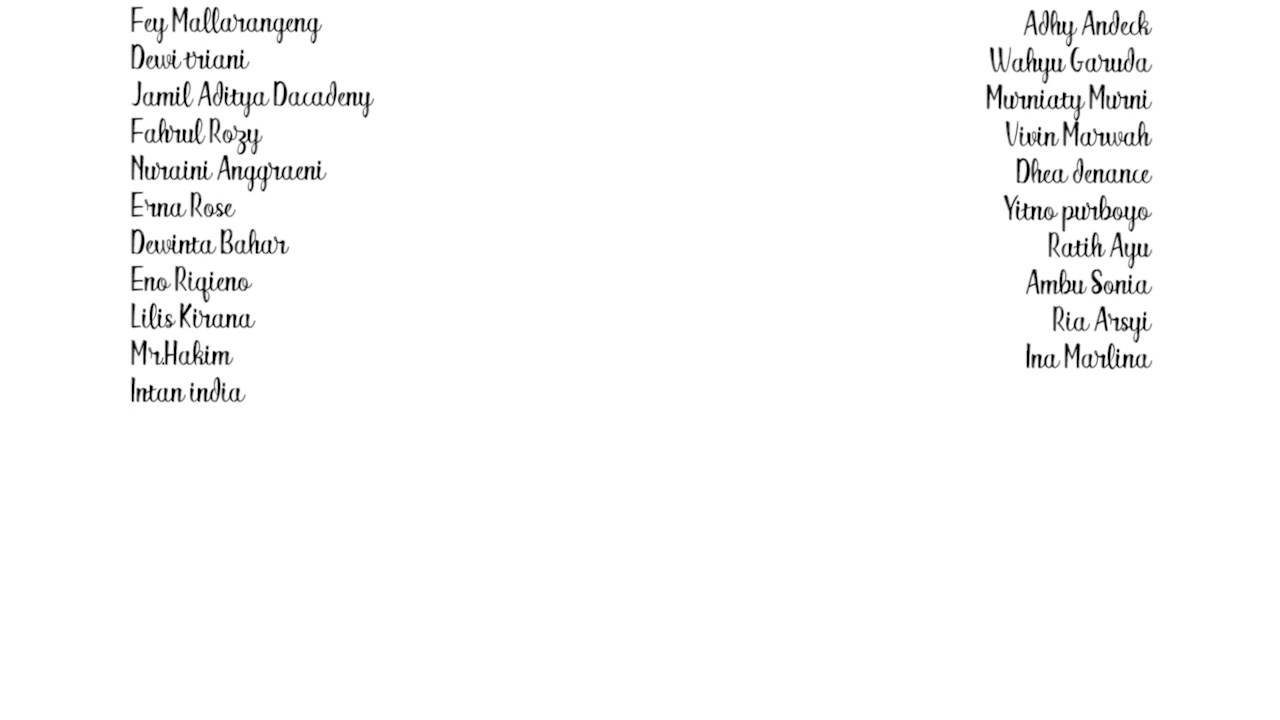 Fey Mallarangeng
Dewi triani
Jamil Aditya Dacadeny
Fahrul Rozy
Nuraini Anggraeni
Erna Rose
Dewinta Bahar
Eno Riqieno
Lilis Kirana
Mr.Hakim
Intan india
Adhy Andeck
Wahyu Garuda
Murniaty Murni
Vivin Marwah
Dhea denance
Yitno purboyo
Ratih Ayu
Ambu Sonia
Ria Arsyi
Ina Marlina